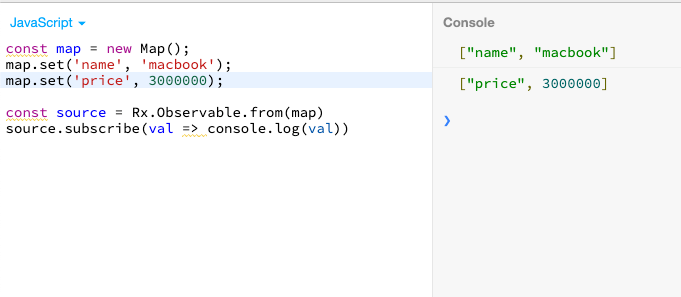 JavaScript
const map = new Map();
map.set('name', 'macbook');
map.set('price', 3000000);
const source = Rx.Observable.from(map)
source.subscribe(val => console.log(val))
Console
["name", "macbook"]
["price", 3000000]